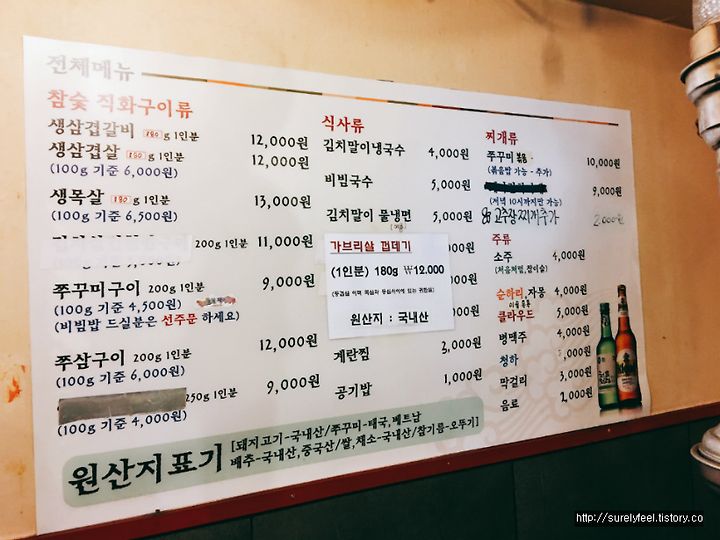 전체메뉴
참숯 직화구이류
생삼겹갈비 180g 1인분 12,000원
생삼겹살 150g 1인분 12,000원
(100g 기준 6,000원)
생목살 180g 1인분 13,000원
(100g 기준 6,500원)
200g 1인분 11,000원
쭈꾸미구이 200g 1인분 9,000원
(100g 기준 4,500원)
(비빔밥 드실분은 선주문 하세요)
쭈삼구이 200g 1인분 12,000원
(100g 기준 6,000원)
250g 1인분 9,000원
(100g 기준 4,000원)
식사류
김치말이냉국수 4,000원
비빔국수 5,000원
김치말이 물냉면 5,000원
가브리살 껍데기
(1인분) 180g ₩12.000
원산지 : 국내산
계란찜 3,000원
공기밥 1,000원
찌개류
쭈꾸미 볶음 10,000원
(볶음밥 가능 - 추가)
9,000원
(저녁 10시까지만 가능)
고추장찌개추가 2.000원
주류
소주 4,000원
(처음처럼,참이슬)
순하리,자몽 4,000원
클라우드 5,000원
병맥주 4,000원
청하
막걸리 3,000원
음료 2,000원
원산지표기
[돼지고기-국내산/쭈꾸미-태국,베트남
배추-국내산,중국산/쌀,채소-국내산/참기름-오뚜기]
http://surelyfeel.tistory.co